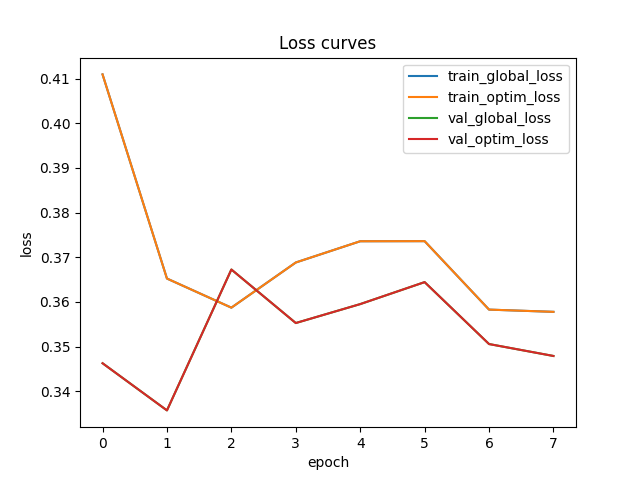 Loss curves
train_global_loss
train_optim_loss
val_global_loss
val_optim_loss
0.41
0.40
0.39
0.38
0.37
0.36
0.35
0.34
loss
0 1 2 3 4 5 6 7
epoch